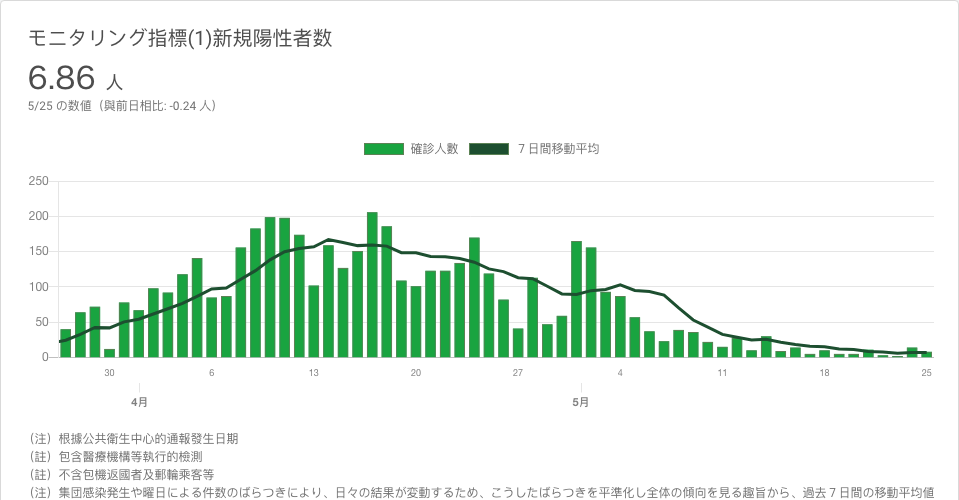 モニタリング指標(1)新規陽性者数
6.86 人
5/25 の数値（與前日相比: -0.24 人）
確診人數 7 日間移動平均
250
200
150
100
50
0
30 6 13 20 27 4 11 18 25
4月 5月
（注）根據公共衛生中心的通報發生日期
（註）包含醫療機構等執行的檢測
（註）不含包機返國者及郵輪乘客等
（注）集団感染発生や曜日による件数のばらつきにより、日々の結果が変動するため、こうしたばらつきを平準化し全体の傾向を見る趣旨から、過去７日間の移動平均値